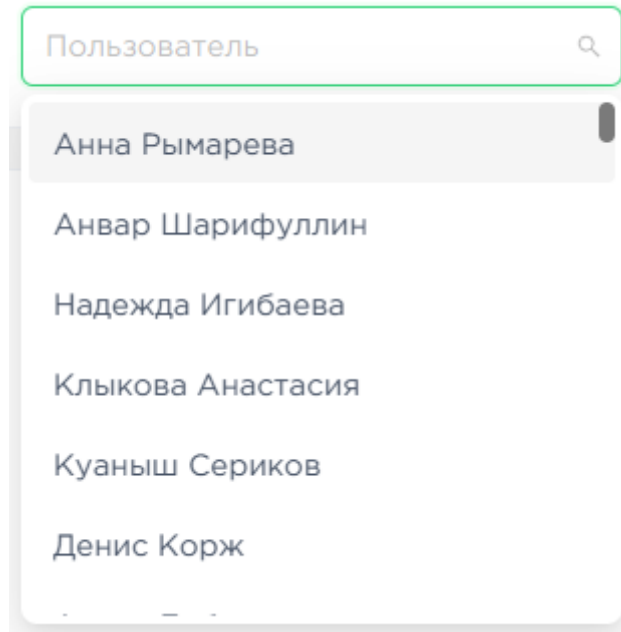 Пользователь
Анна Рымарева
Анвар Шарифуллин
Надежда Игибаева
Клыкова Анастасия
Куаныш Сериков
Денис Корж